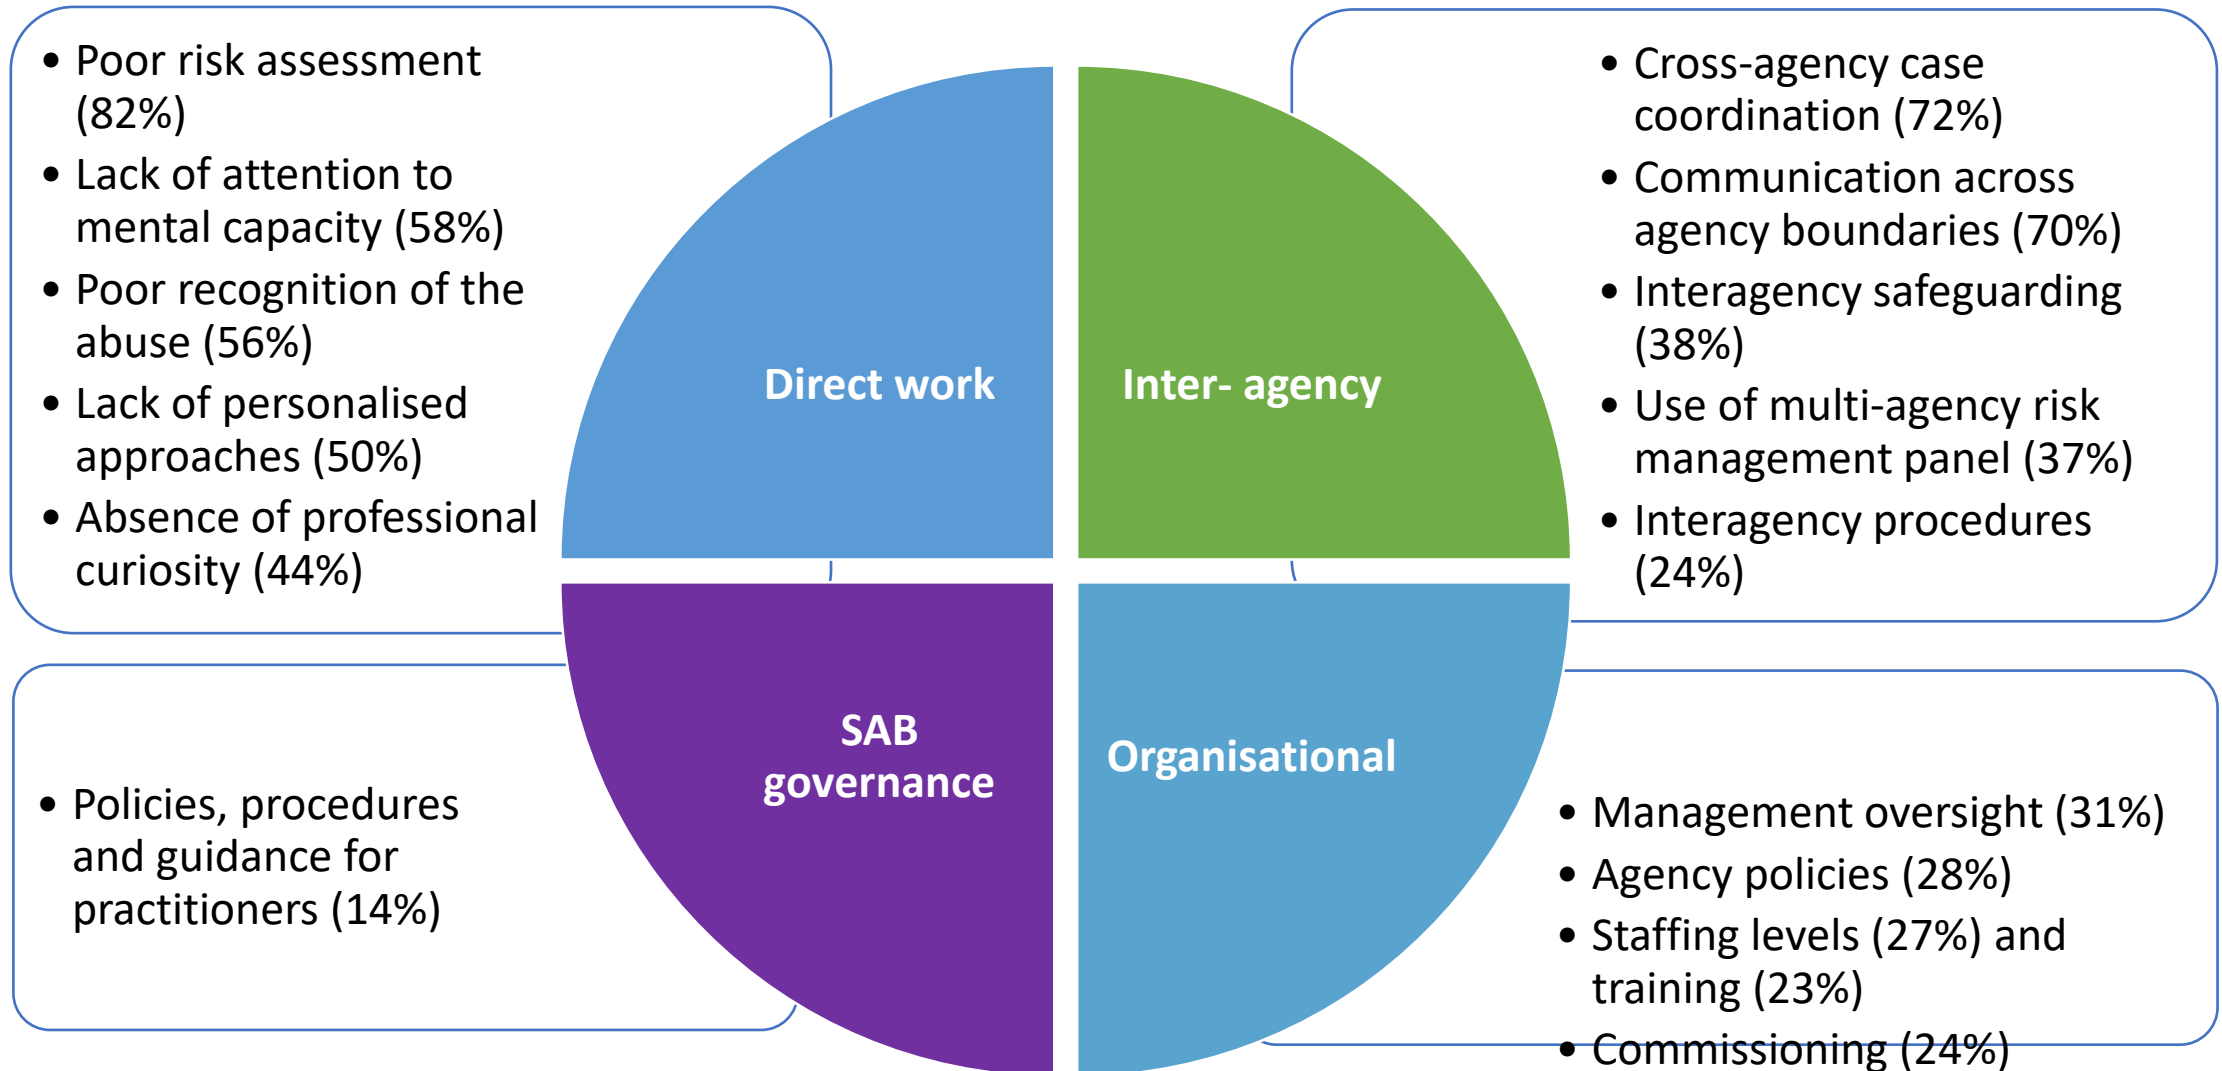 • Poor risk assessment
(82%)
• Lack of attention to
mental capacity (58%)
• Poor recognition of the
abuse (56%)
• Lack of personalised
approaches (50%)
• Absence of professional
curiosity (44%)
Direct work
Inter- agency
• Cross-agency case
coordination (72%)
• Communication across
agency boundaries (70%)
• Interagency safeguarding
(38%)
• Use of multi-agency risk
management panel (37%)
• Interagency procedures
(24%)
• Policies, procedures
and guidance for
practitioners (14%)
SAB
governance
Organisational
• Management oversight (31%)
• Agency policies (28%)
• Staffing levels (27%) and
training (23%)
• Commissioning (24%)